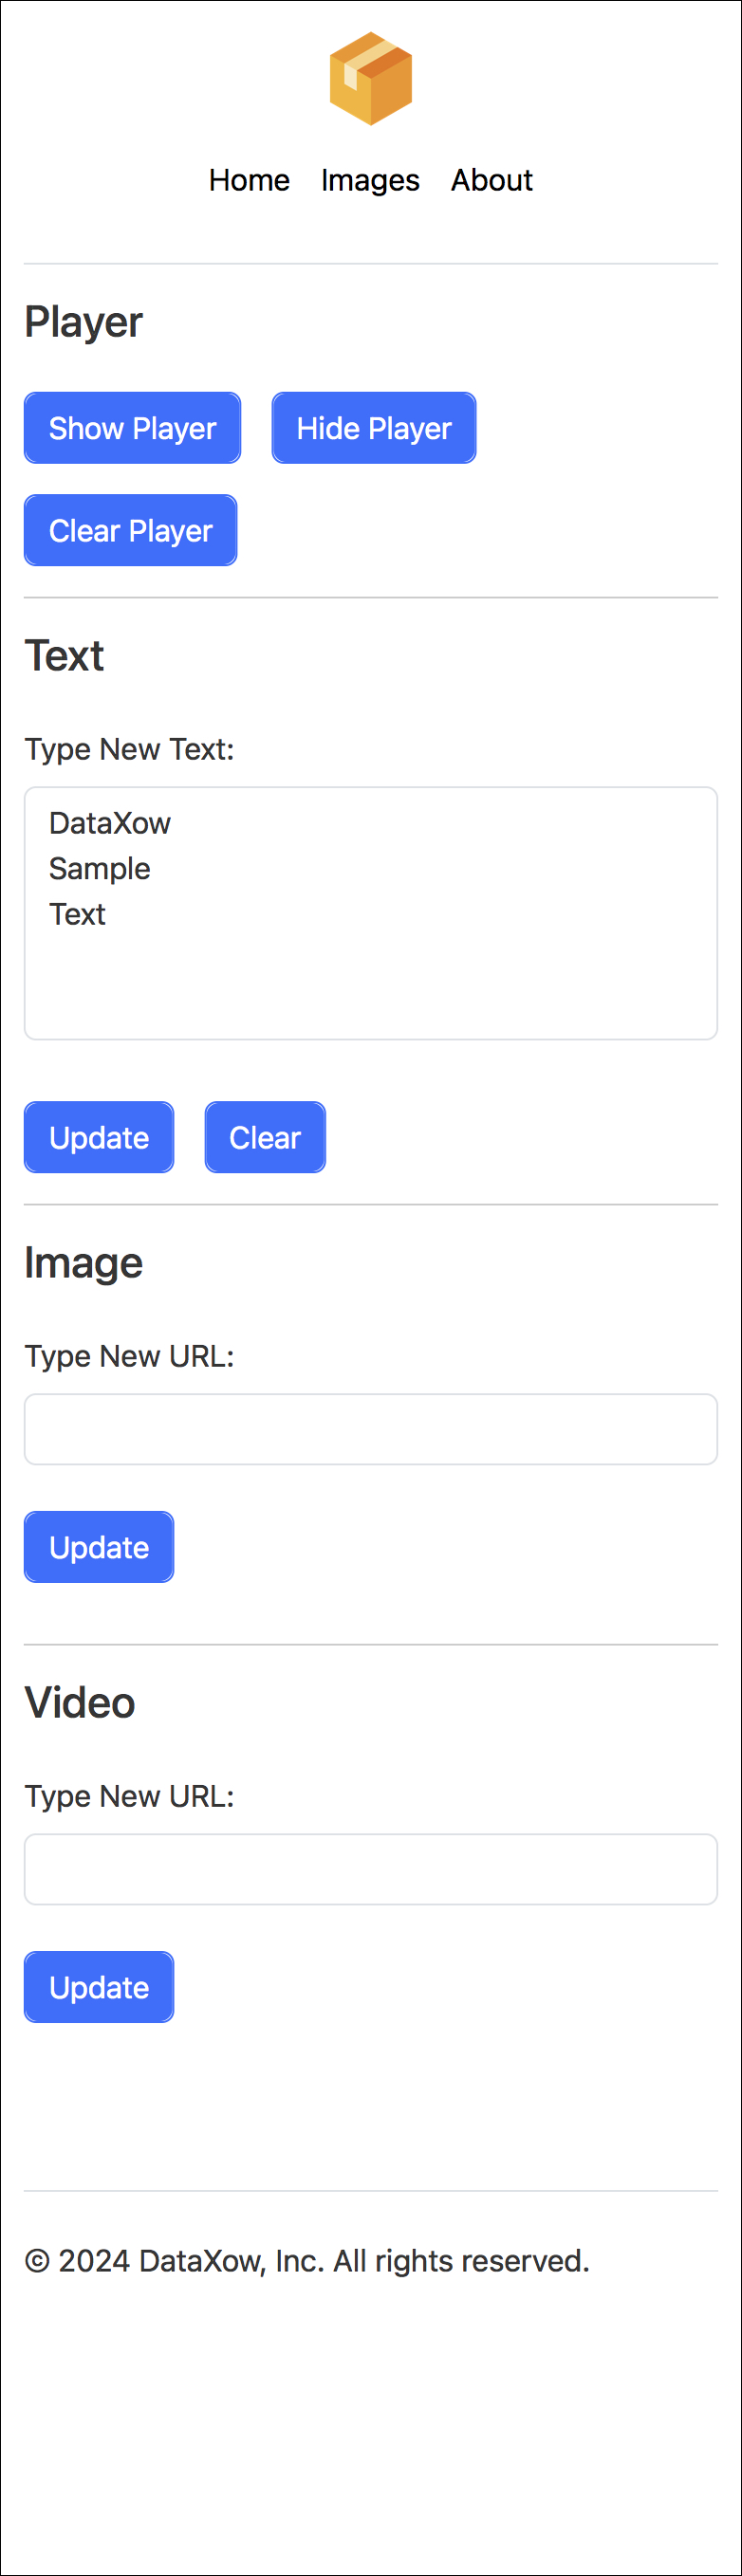 Home Images About
Player
Show Player Hide Player
Clear Player
Text
Type New Text:
DataXow
Sample
Text
Update Clear
Image
Type New URL:
Update
Video
Type New URL:
Update
© 2024 DataXow, Inc. All rights reserved.